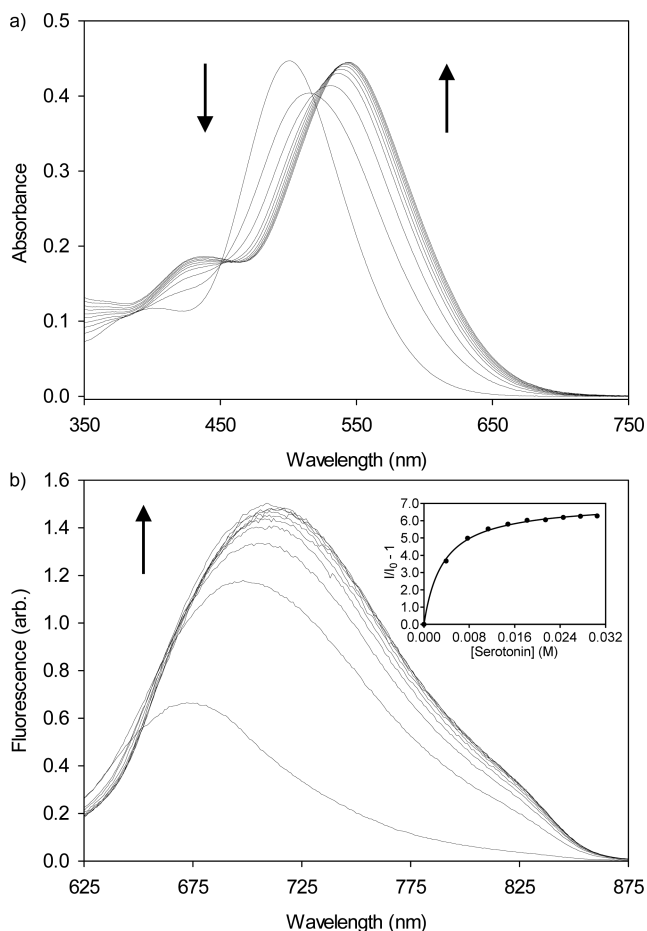 a)
0.5
0.4
0.3
0.2
0.1
0.0
Absorbance
350 450 550 650 750
Wavelength (nm)
b)
1.6
1.4
1.2
1.0
0.8
0.6
0.4
0.2
0.0
Fluorescence (arb.)
7.0
6.0
5.0
4.0
3.0
2.0
1.0
0.0
I/I₀ - 1
0.000 0.008 0.016 0.024 0.032
[Serotonin] (M)
625 675 725 775 825 875
Wavelength (nm)